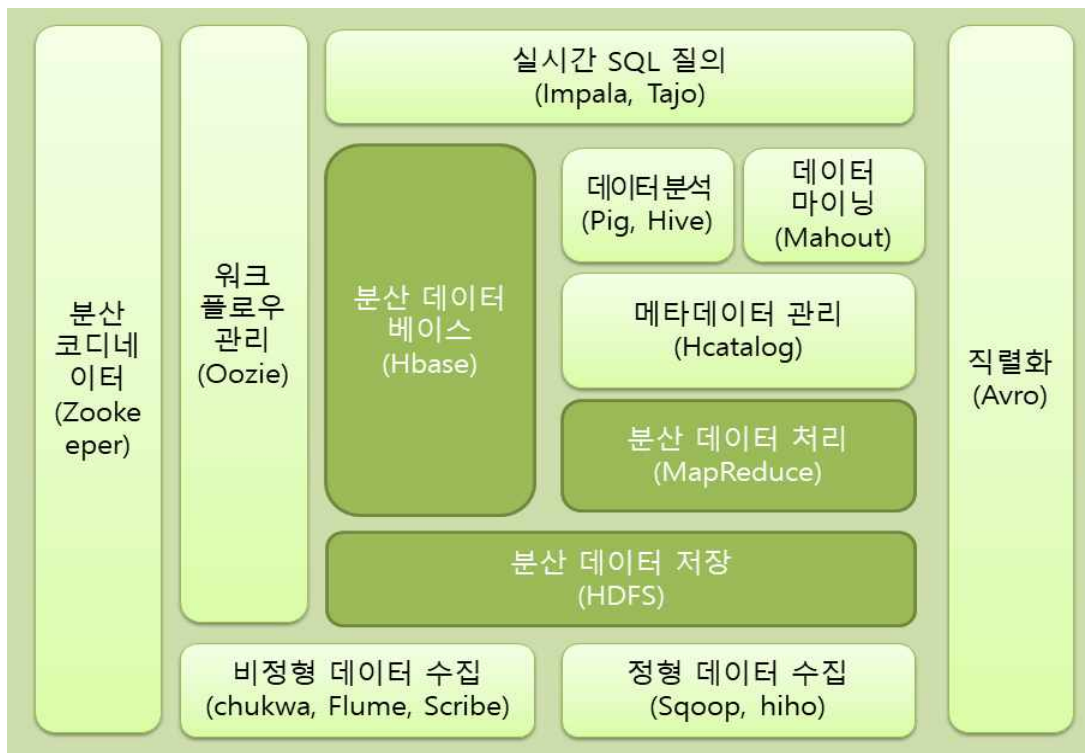 분산
코디네
이터
(Zooke
eper)
워크
플로우
관리
(Oozie)
실시간 SQL 질의
(Impala, Tajo)
분산 데이터
베이스
(Hbase)
데이터 분석
(Pig, Hive)
데이터
마이닝
(Mahout)
메타데이터 관리
(Hcatalog)
분산 데이터 처리
(MapReduce)
분산 데이터 저장
(HDFS)
비정형 데이터 수집
(chukwa, Flume, Scribe)
정형 데이터 수집
(Sqoop, hiho)
직렬화
(Avro)